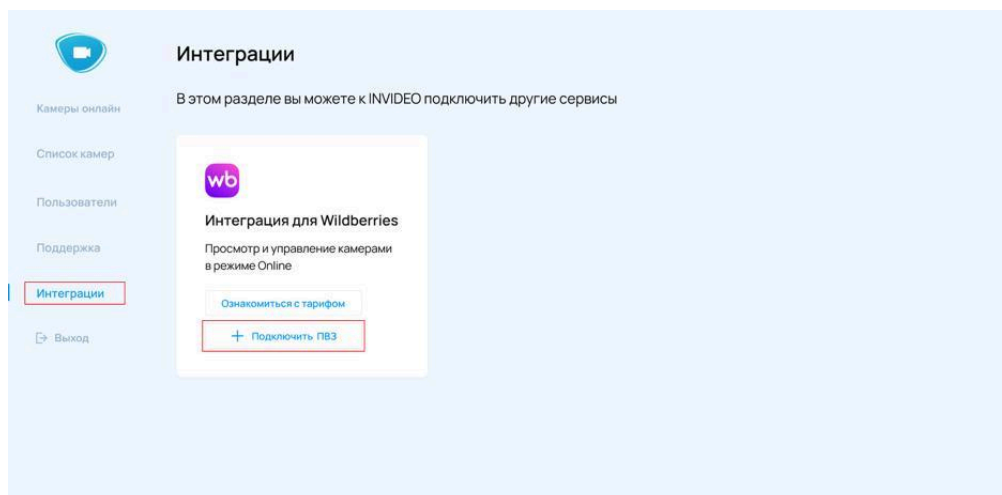 Интеграции
В этом разделе вы можете к INVIDEO подключить другие сервисы
Камеры онлайн
Список камер
Пользователи
Поддержка
Интеграции
Выход
wb
Интеграция для Wildberries
Просмотр и управление камерами
в режиме Online
Ознакомиться с тарифом
+ Подключить ПВЗ